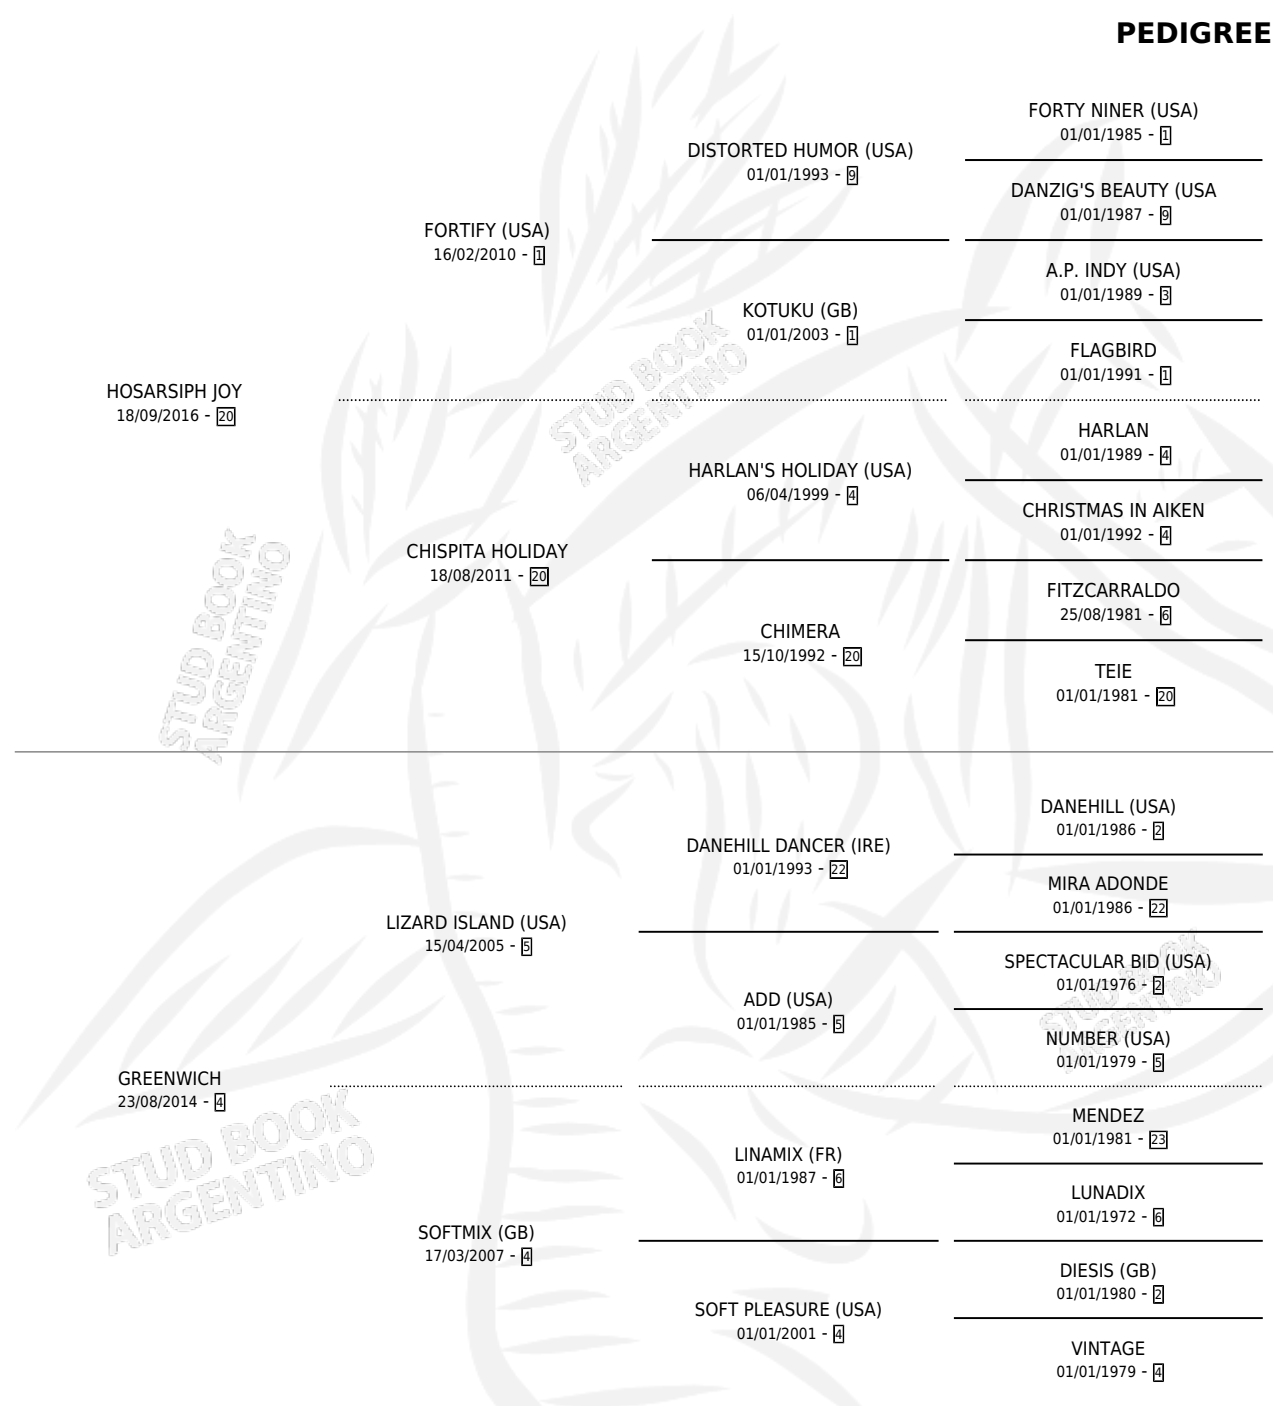 PEDIGREE
FORTY NINER (USA)
01/01/1985 - 1
DISTORTED HUMOR (USA)
01/01/1993 - 9
DANZIG'S BEAUTY (USA
01/01/1987 - 9
FORTIFY (USA)
16/02/2010 - 1
A.P. INDY (USA)
01/01/1989 - 3
KOTUKU (GB)
01/01/2003 - 1
FLAGBIRD
01/01/1991 - 1
HOSARSIPH JOY
18/09/2016 - 20
HARLAN
01/01/1989 - 4
HARLAN'S HOLIDAY (USA)
06/04/1999 - 4
CHRISTMAS IN AIKEN
01/01/1992 - 4
CHISPITA HOLIDAY
18/08/2011 - 20
FITZCARRALDO
25/08/1981 - 6
CHIMERA
15/10/1992 - 20
TEIE
01/01/1981 - 20
DANEHILL (USA)
01/01/1986 - 2
DANEHILL DANCER (IRE)
01/01/1993 - 22
MIRA ADONDE
01/01/1986 - 22
LIZARD ISLAND (USA)
15/04/2005 - 5
SPECTACULAR BID (USA)
01/01/1976 - 2
ADD (USA)
01/01/1985 - 5
NUMBER (USA)
01/01/1979 - 5
GREENWICH
23/08/2014 - 4
MENDEZ
01/01/1981 - 23
LINAMIX (FR)
01/01/1987 - 6
LUNADIX
01/01/1972 - 6
SOFTMIX (GB)
17/03/2007 - 4
DIESIS (GB)
01/01/1980 - 2
SOFT PLEASURE (USA)
01/01/2001 - 4
VINTAGE
01/01/1979 - 4
STUD BOOK
ARGENTINO
STUD BOOK
ARGENTINO
STUD BOOK
ARGENTINO
STUD BOOK
ARGENTINO